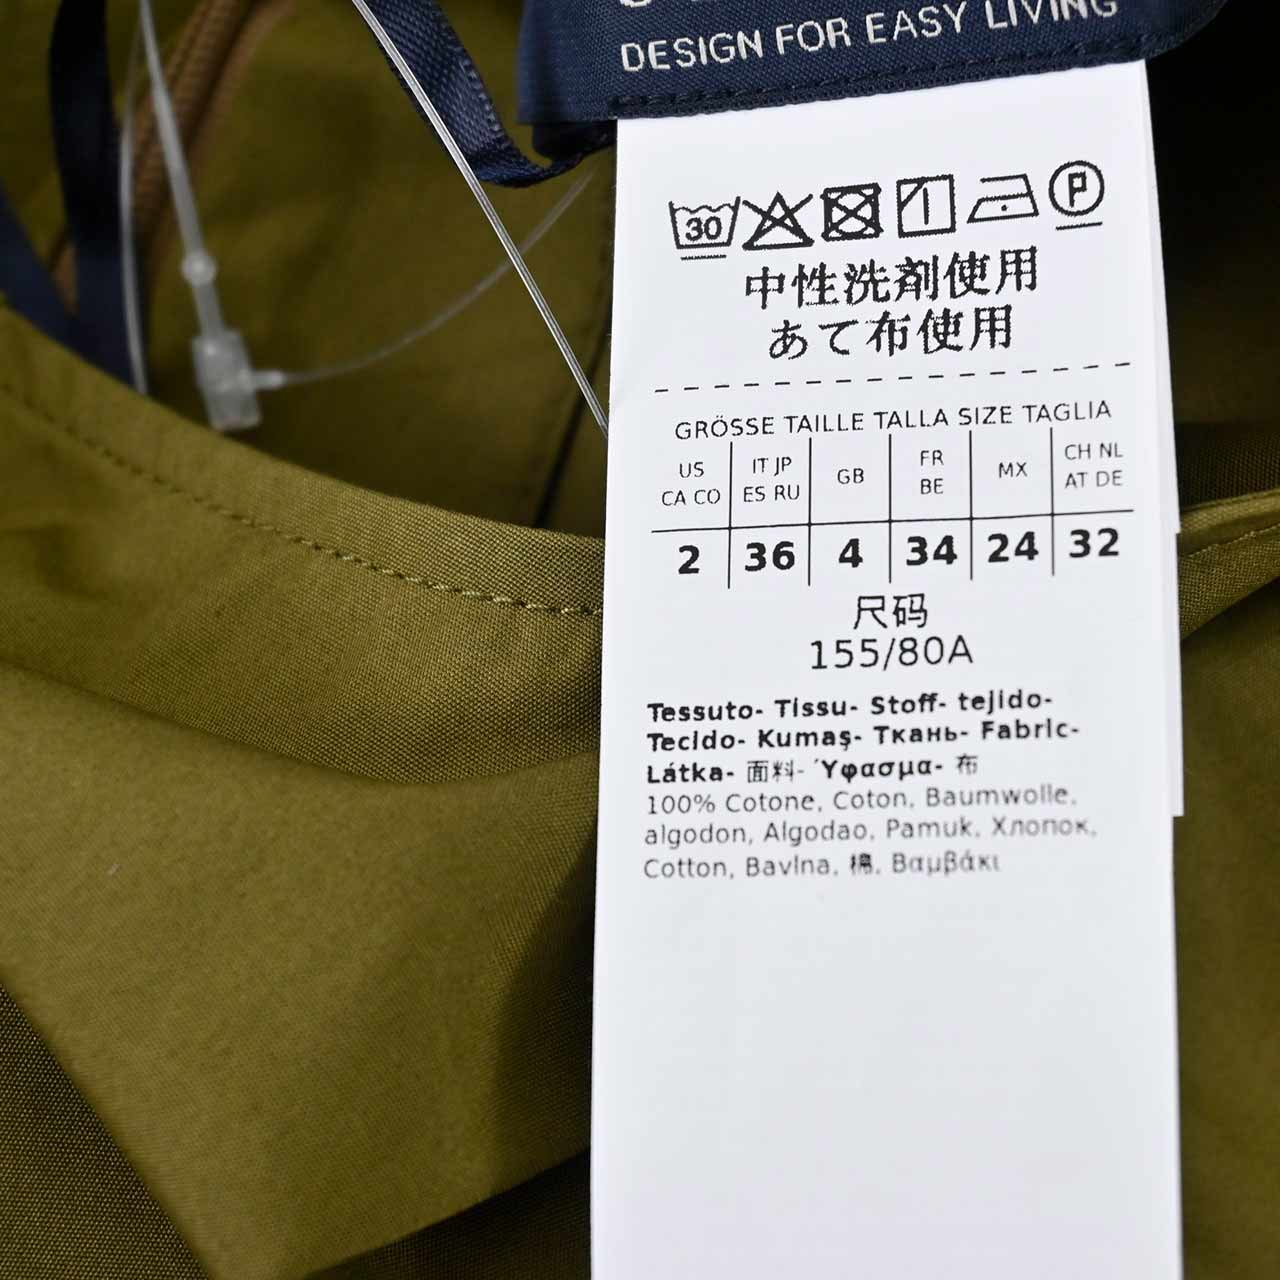 DESIGN FOR EASY LIVING
30 P
中性洗剤使用
あて布使用
GRÖSSE TAILLE TALLA SIZE TAGLIA
US CA CO IT JP ES RU GB FR BE MX CH NL AT DE
2 36 4 34 24 32
尺码
155/80A
Tessuto- Tissu- Stoff- tejido-
Tecido- Kumaş- Ткань- Fabric-
Látka- 面料- Ύφασμα- 布
100% Cotone, Coton, Baumwolle,
algodon, Algodao, Pamuk, Хлопок,
Cotton, Bavlna, 棉, Βαμβάκι